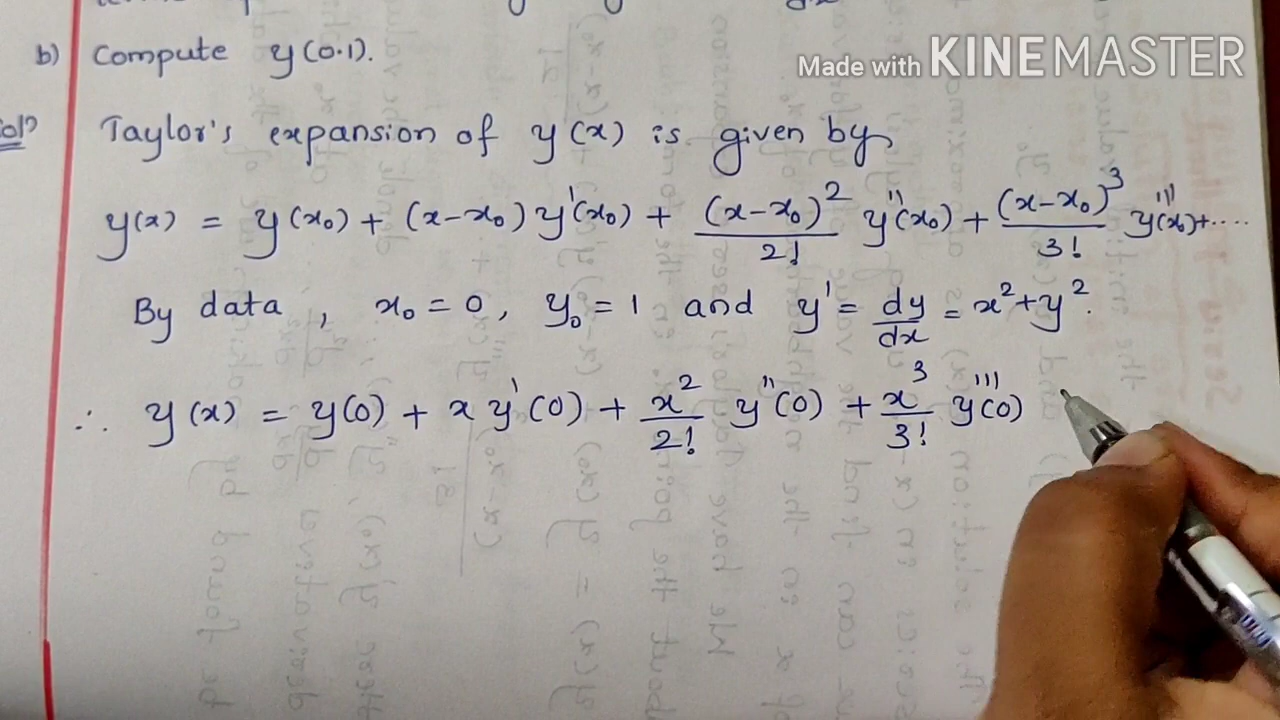 b) Compute y(0.1).
Made with KINEMASTER
Taylor's expansion of y(x) is given by
y(x) = y(x₀) + (x-x₀) y'(x₀) + (x-x₀)²/2! y''(x₀) + (x-x₀)³/3! y'''(x₀)+....
By data, x₀ = 0, y₀ = 1 and y' = dy/dx = x²+y².
∴ y(x) = y(0) + x y'(0) + x²/2! y''(0) + x³/3! y'''(0)